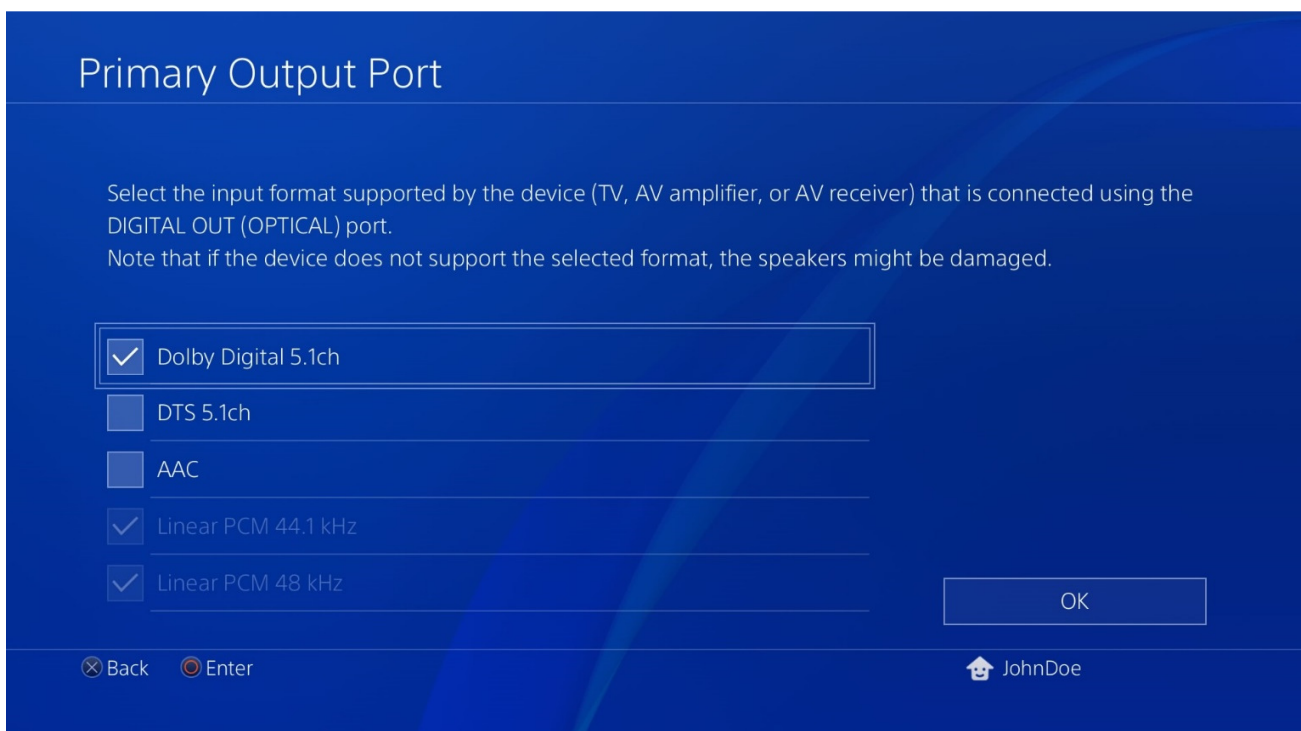 Primary Output Port
Select the input format supported by the device (TV, AV amplifier, or AV receiver) that is connected using the
DIGITAL OUT (OPTICAL) port.
Note that if the device does not support the selected format, the speakers might be damaged.
Dolby Digital 5.1ch
DTS 5.1ch
AAC
Linear PCM 44.1 kHz
Linear PCM 48 kHz
OK
Back Enter JohnDoe